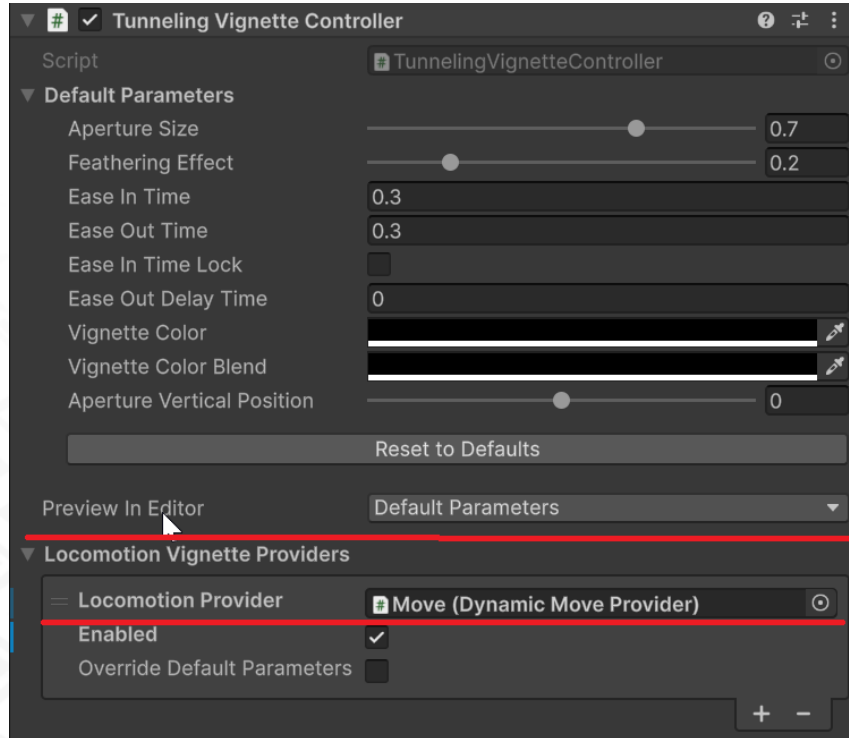 # Tunneling Vignette Controller
Script # TunnelingVignetteController
Default Parameters
Aperture Size 0.7
Feathering Effect 0.2
Ease In Time 0.3
Ease Out Time 0.3
Ease In Time Lock
Ease Out Delay Time 0
Vignette Color
Vignette Color Blend
Aperture Vertical Position 0
Reset to Defaults
Preview In Editor Default Parameters
Locomotion Vignette Providers
Locomotion Provider # Move (Dynamic Move Provider)
Enabled
Override Default Parameters
+ −